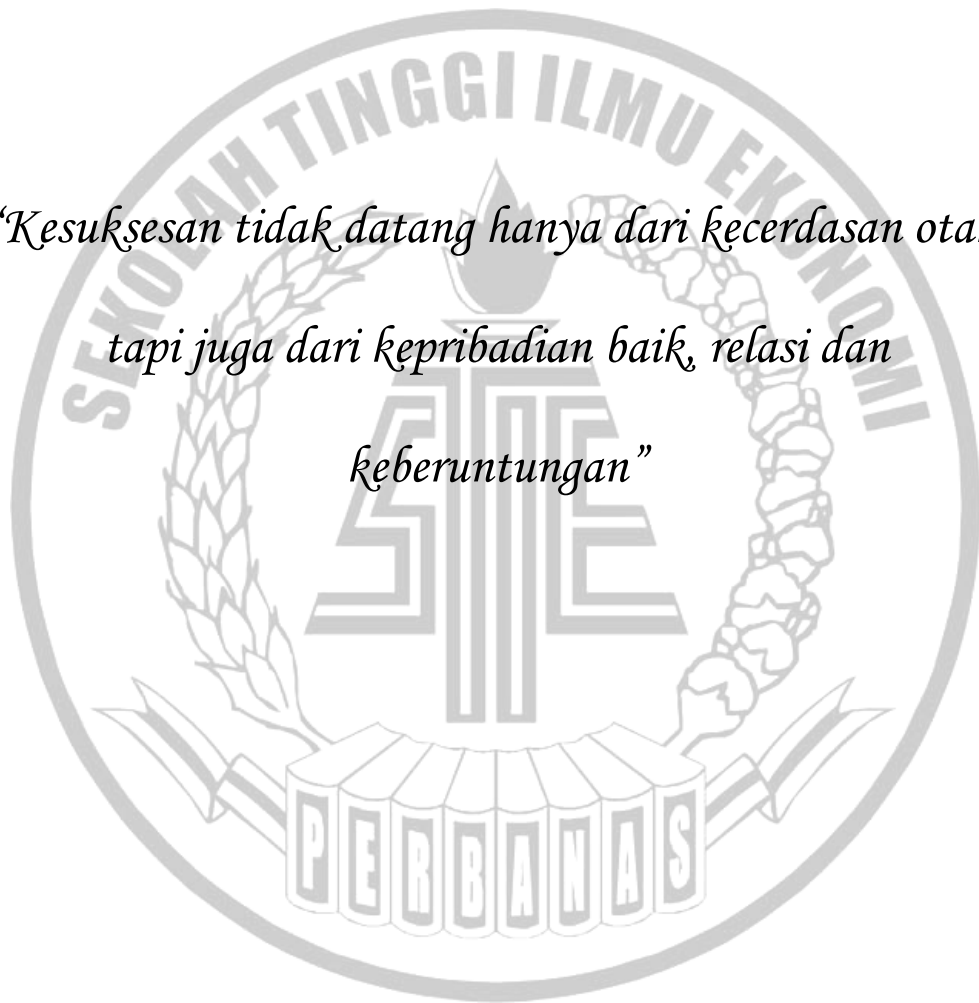 SEKOLAH TINGGI ILMU EKONOMI
“Kesuksesan tidak datang hanya dari kecerdasan
tapi juga dari kepribadian baik, relasi dan
keberuntungan”
STIE
PERBANAS